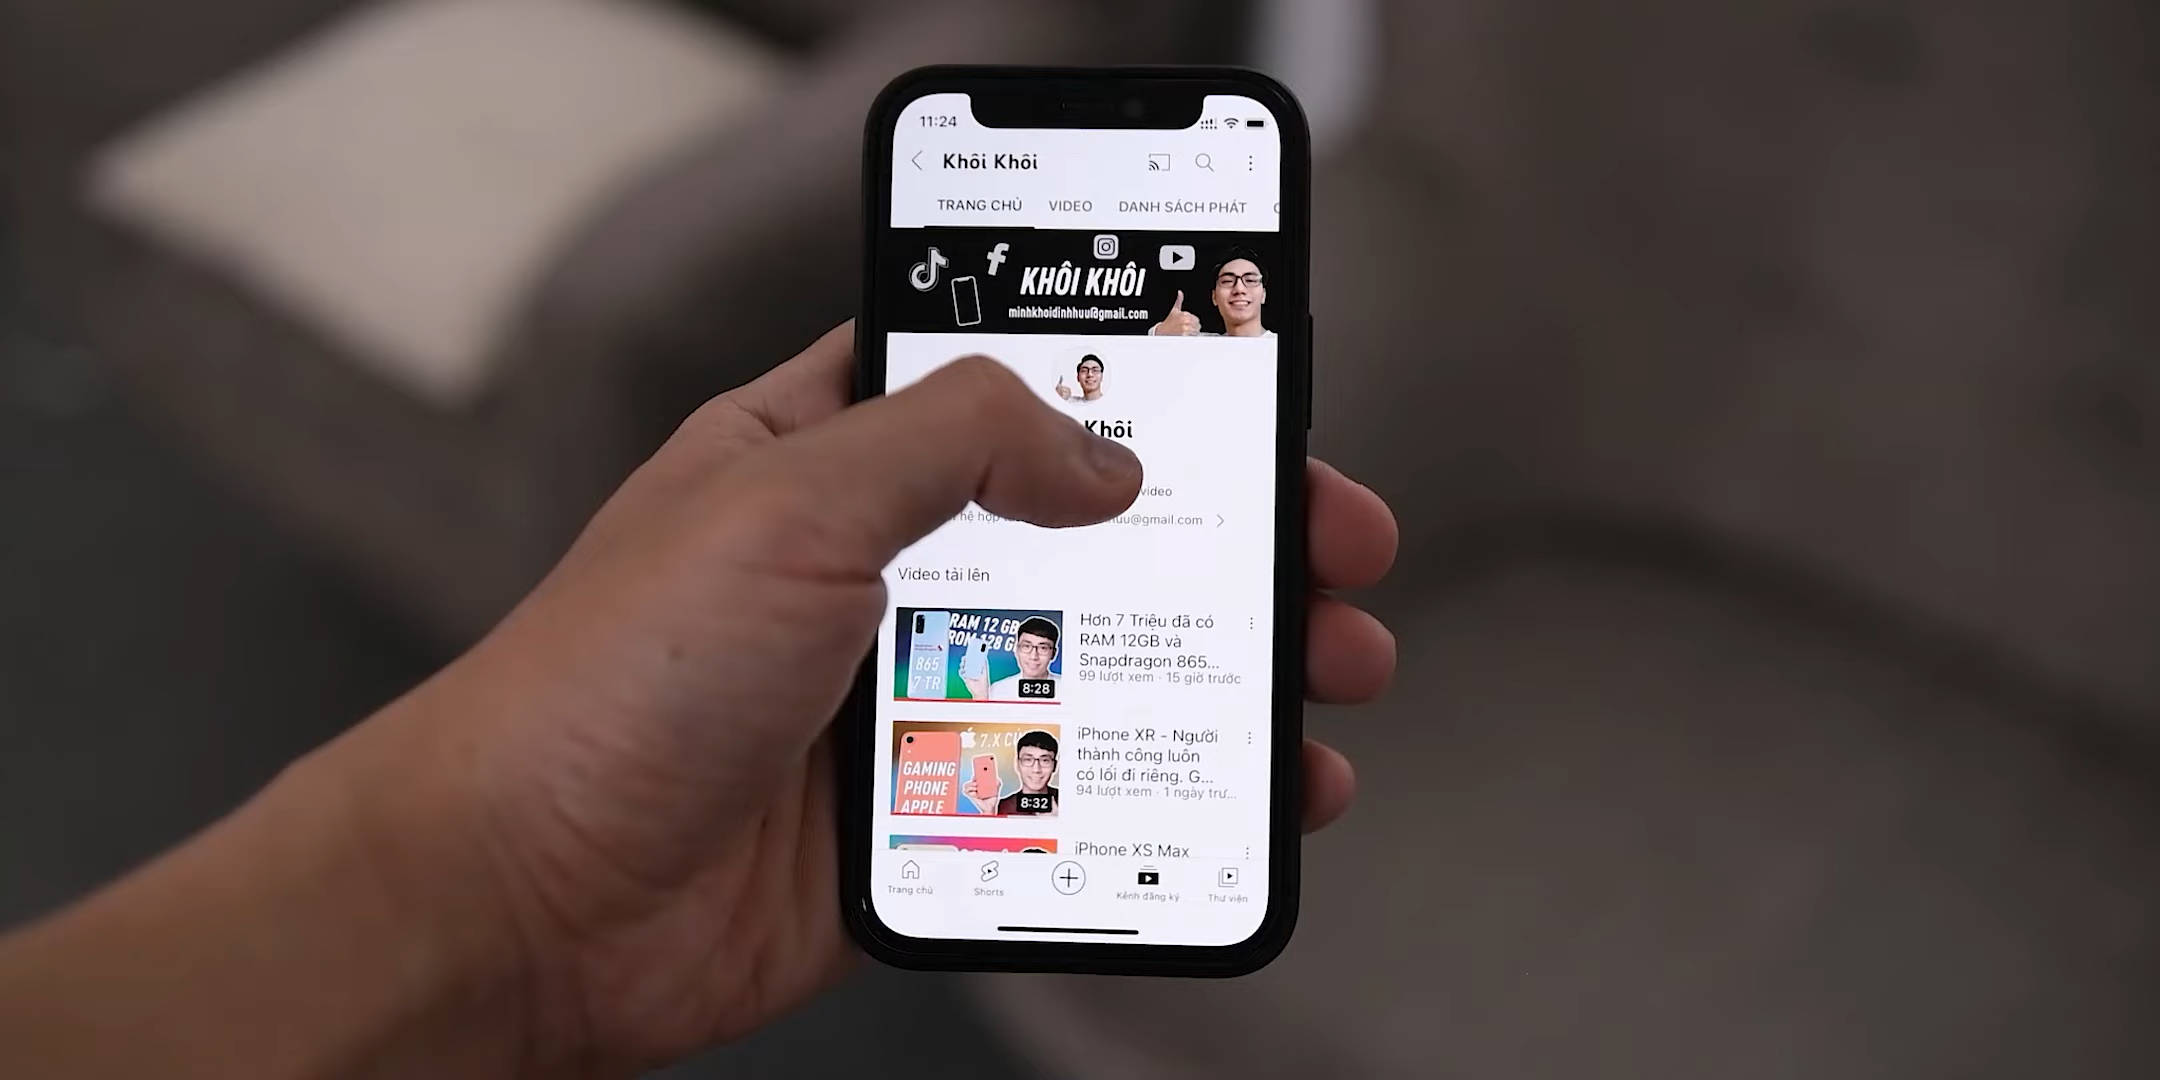 11:24
Khôi Khôi
TRANG CHỦ VIDEO DANH SÁCH PHÁT
KHÔI KHÔI
minhkhoidinhhuu@gmail.com
Khôi
video
hệ hợp
uu@gmail.com
Video tải lên
RAM 12 GB
ROM 128 G
865
7 TR
8:28
Hơn 7 Triệu đã có
RAM 12GB và
Snapdragon 865...
99 lượt xem · 15 giờ trước
7.X
GAMING
PHONE
APPLE
8:32
iPhone XR - Người
thành công luôn
có lối đi riêng. G...
94 lượt xem · 1 ngày trư...
iPhone XS Max
Trang chủ Shorts Kênh đăng ký Thư viện